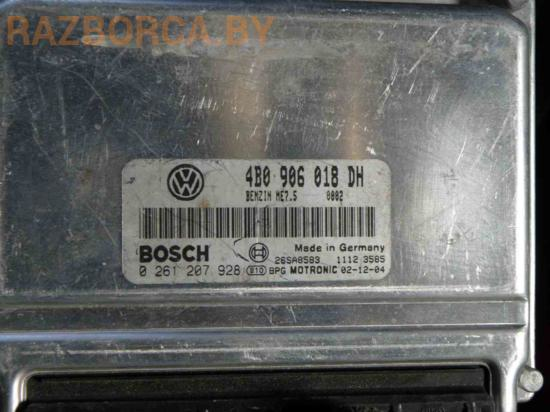 RAZBORCA.BY
4B0 906 018 DH
BENZIN ME7.5 0002
BOSCH
Made in Germany
26SA8583 1112 3585
0 261 207 928 B10 BPG MOTRONIC 02-12-04